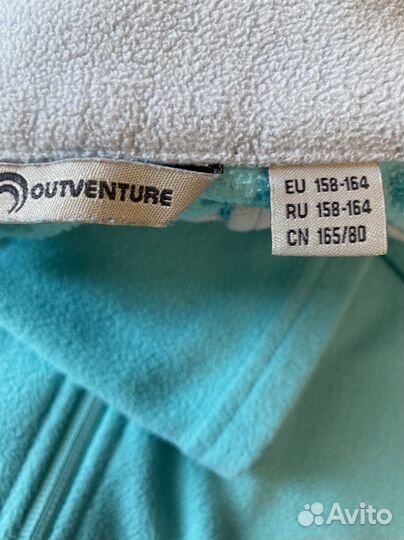 OUTVENTURE
EU 158-164
RU 158-164
CN 165/80
Avito